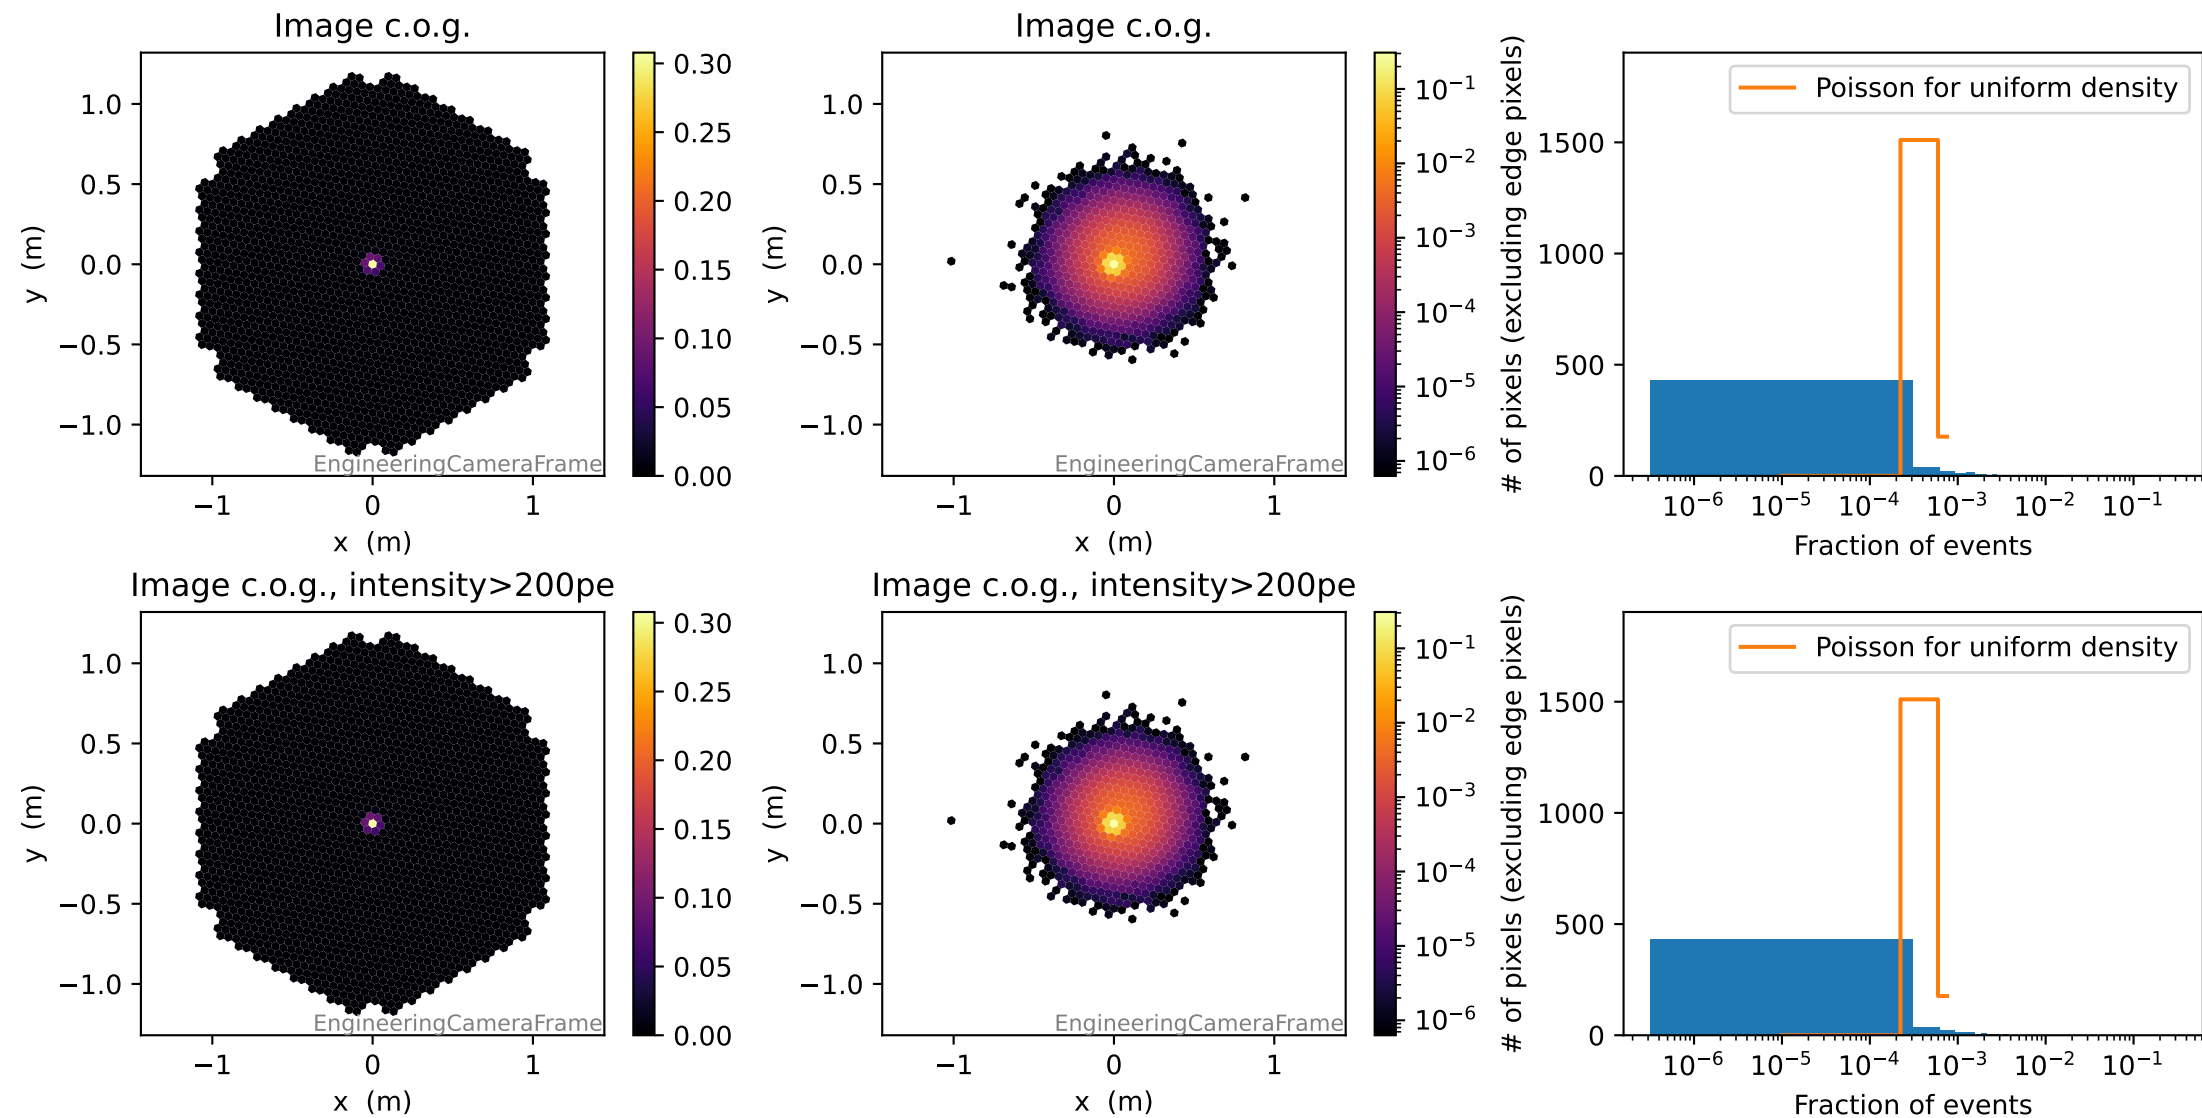 Image c.o.g.
1.0
0.5
0.0
−0.5
−1.0
y (m)
EngineeringCameraFrame
−1 0 1
x (m)
0.30
0.25
0.20
0.15
0.10
0.05
0.00
Image c.o.g.
1.0
0.5
0.0
−0.5
−1.0
y (m)
EngineeringCameraFrame
−1 0 1
x (m)
10⁻¹
10⁻²
10⁻³
10⁻⁴
10⁻⁵
10⁻⁶
# of pixels (excluding edge pixels)
Poisson for uniform density
1500
1000
500
0
10⁻⁶ 10⁻⁵ 10⁻⁴ 10⁻³ 10⁻² 10⁻¹
Fraction of events
Image c.o.g., intensity>200pe
1.0
0.5
0.0
−0.5
−1.0
y (m)
EngineeringCameraFrame
−1 0 1
x (m)
0.30
0.25
0.20
0.15
0.10
0.05
0.00
Image c.o.g., intensity>200pe
1.0
0.5
0.0
−0.5
−1.0
y (m)
EngineeringCameraFrame
−1 0 1
x (m)
10⁻¹
10⁻²
10⁻³
10⁻⁴
10⁻⁵
10⁻⁶
# of pixels (excluding edge pixels)
Poisson for uniform density
1500
1000
500
0
10⁻⁶ 10⁻⁵ 10⁻⁴ 10⁻³ 10⁻² 10⁻¹
Fraction of events